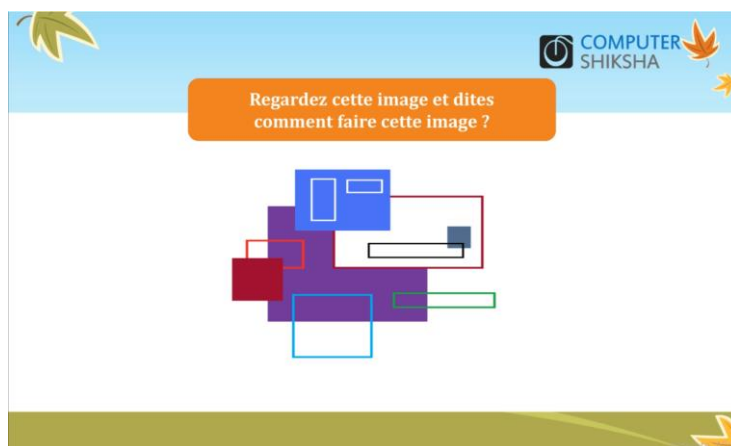 COMPUTER
SHIKSHA
Regardez cette image et dites
comment faire cette image ?